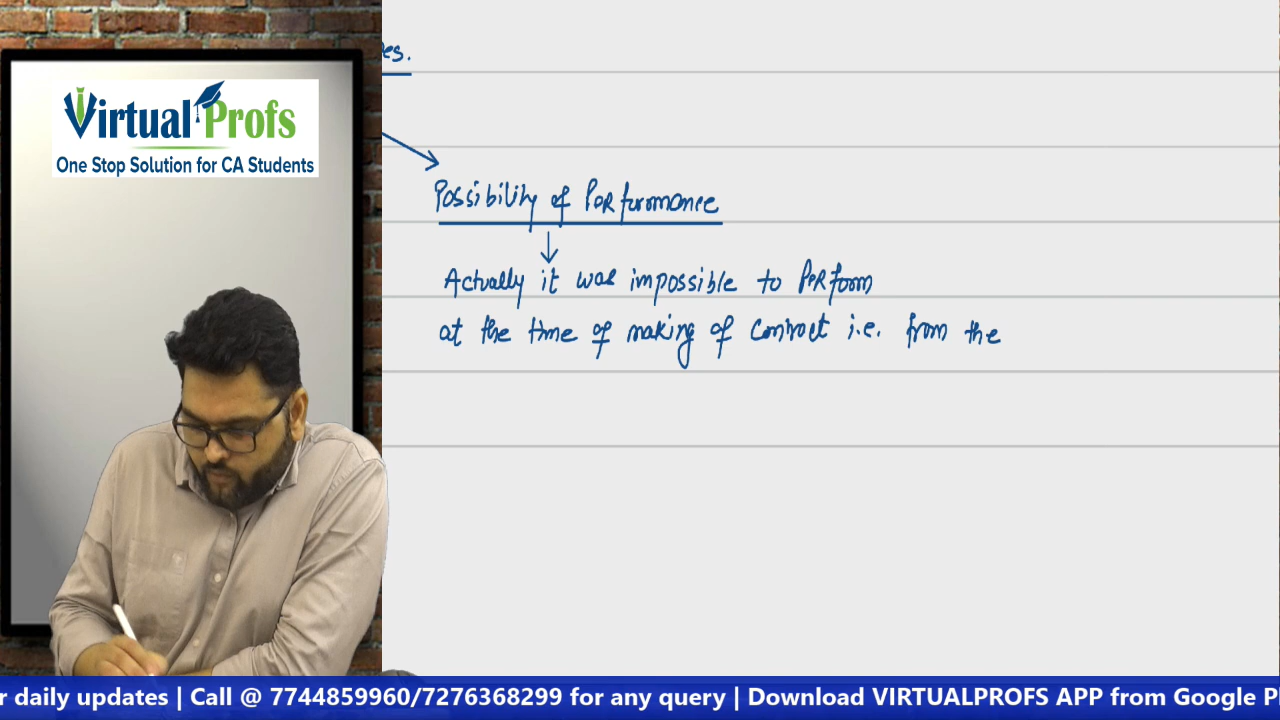 es.
Virtual Profs
One Stop Solution for CA Students
Possibility of Performance
Actually it was impossible to Perform
at the time of making of contract i.e. from the
r daily updates | Call @ 7744859960/7276368299 for any query | Download VIRTUALPROFS APP from Google P